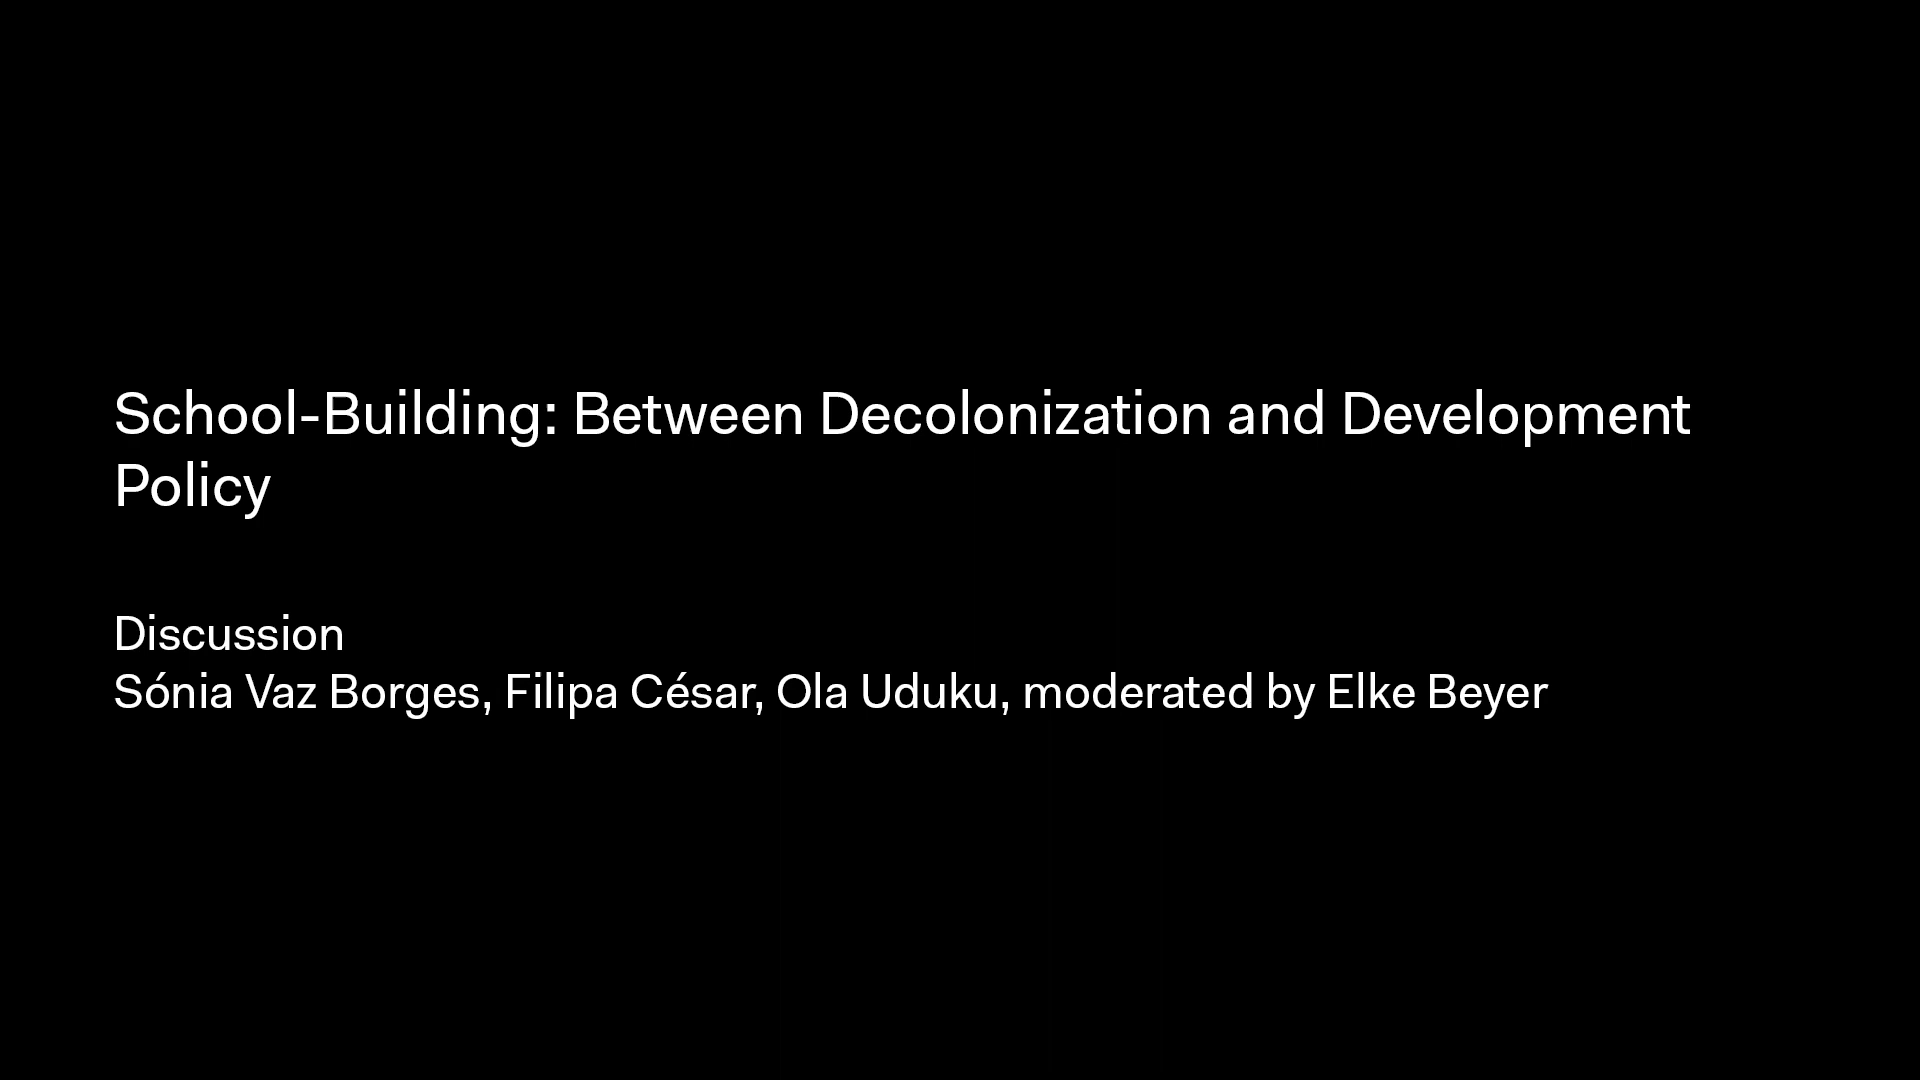 School-Building: Between Decolonization and Development
Policy
Discussion
Sónia Vaz Borges, Filipa César, Ola Uduku, moderated by Elke Beyer